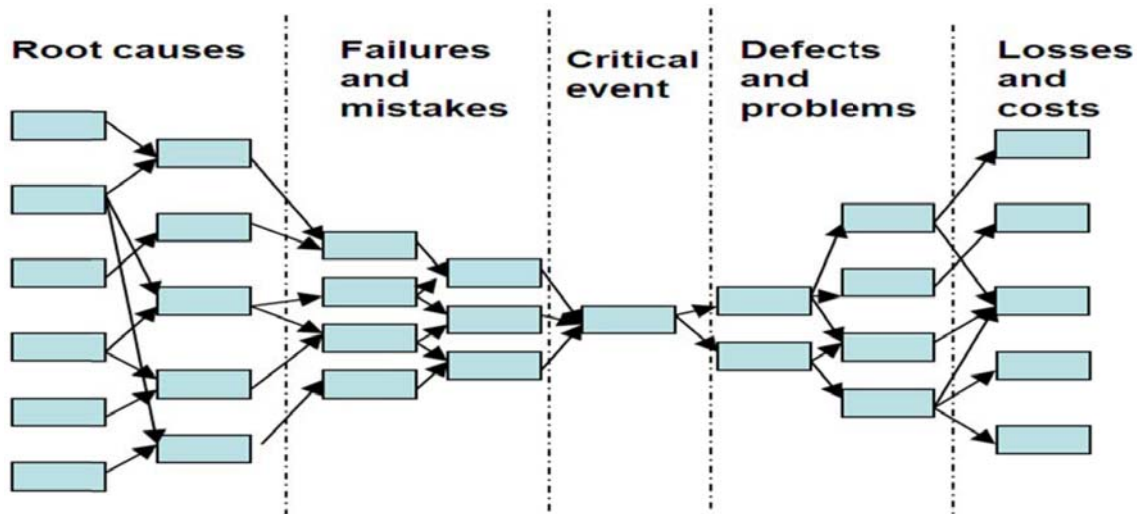 Root causes
Failures
and
mistakes
Critical
event
Defects
and
problems
Losses
and
costs